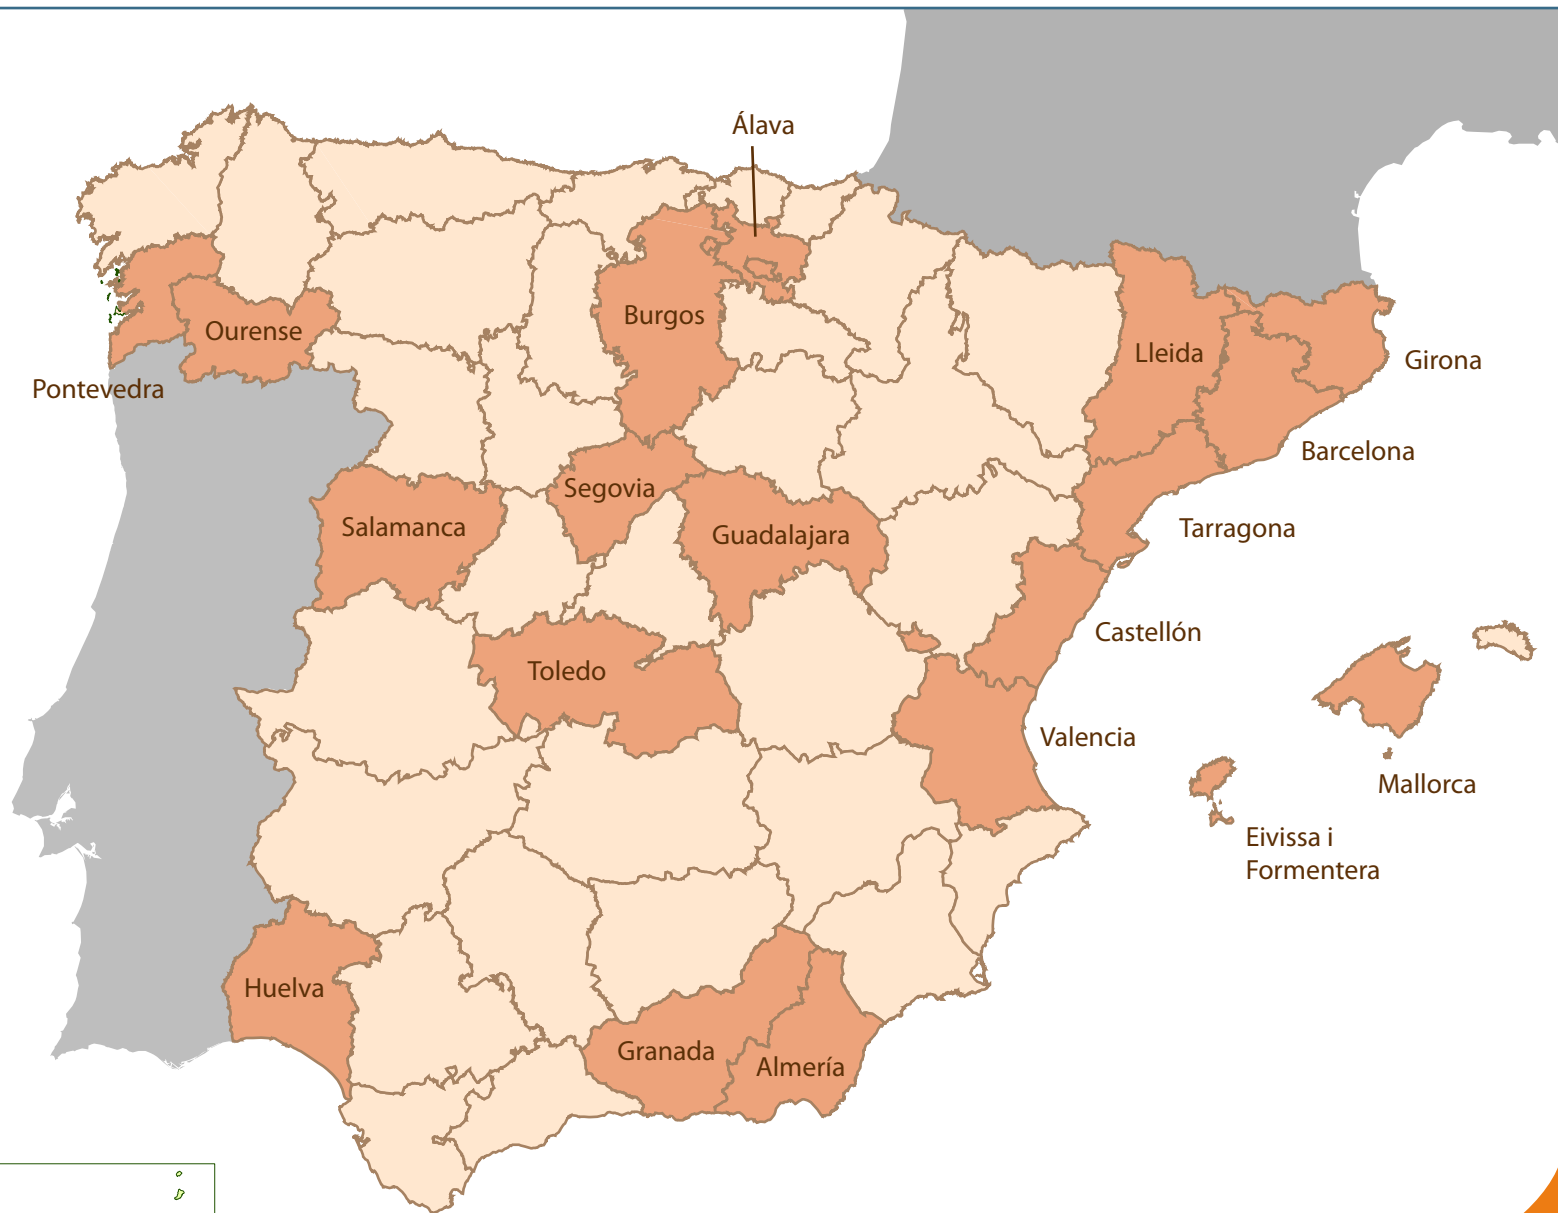 Álava
Burgos
Ourense
Lleida
Girona
Pontevedra
Barcelona
Segovia
Salamanca
Guadalajara
Tarragona
Castellón
Toledo
Valencia
Mallorca
Eivissa i
Formentera
Huelva
Granada
Almería